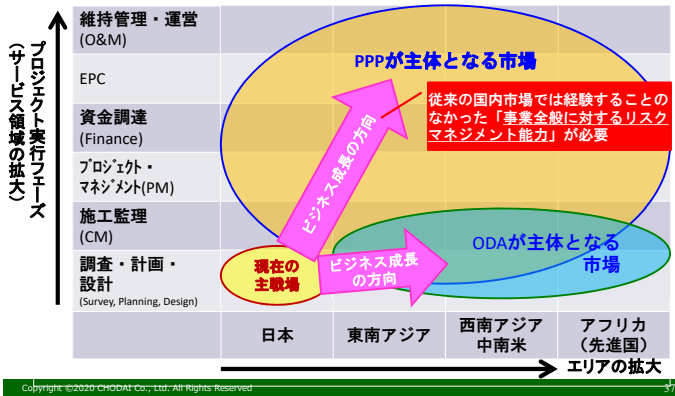 プロジェクト実行フェーズ
（サービス領域の拡大）
維持管理・運営
(O&M)
EPC
資金調達
(Finance)
ﾌﾟﾛｼﾞｪｸﾄ・
ﾏﾈｼﾞﾒﾝﾄ(PM)
施工監理
(CM)
調査・計画・
設計
(Survey, Planning, Design)
PPPが主体となる市場
従来の国内市場では経験することの
なかった「事業全般に対するリスク
マネジメント能力」が必要
ビジネス成長の方向
ODAが主体となる
市場
現在の
主戦場
ビジネス成長
の方向
日本
東南アジア
西南アジア
中南米
アフリカ
（先進国）
エリアの拡大
Copyright ©2020 CHODAI Co., Ltd. All Rights Reserved
37